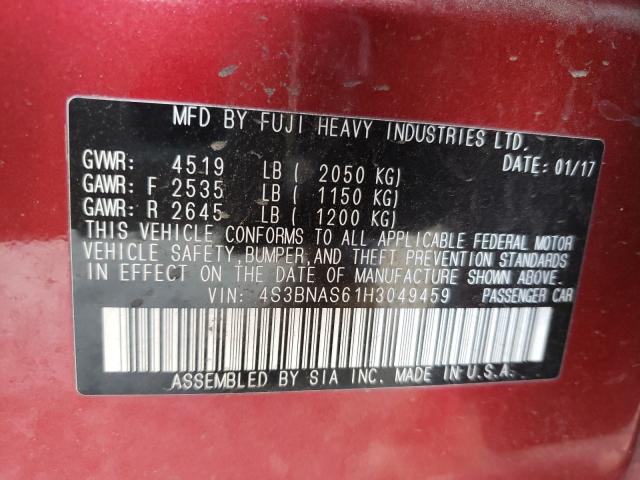 MFD BY FUJI HEAVY INDUSTRIES LTD.
DATE: 01/17
GVWR: 4519 LB ( 2050 KG)
GAWR: F 2535 LB ( 1150 KG)
GAWR: R 2645 LB ( 1200 KG)
THIS VEHICLE CONFORMS TO ALL APPLICABLE FEDERAL MOTOR
VEHICLE SAFETY, BUMPER, AND THEFT PREVENTION STANDARDS
IN EFFECT ON THE DATE OF MANUFACTURE SHOWN ABOVE.
VIN: 4S3BNAS61H3049459 PASSENGER CAR
ASSEMBLED BY SIA INC. MADE IN U.S.A.